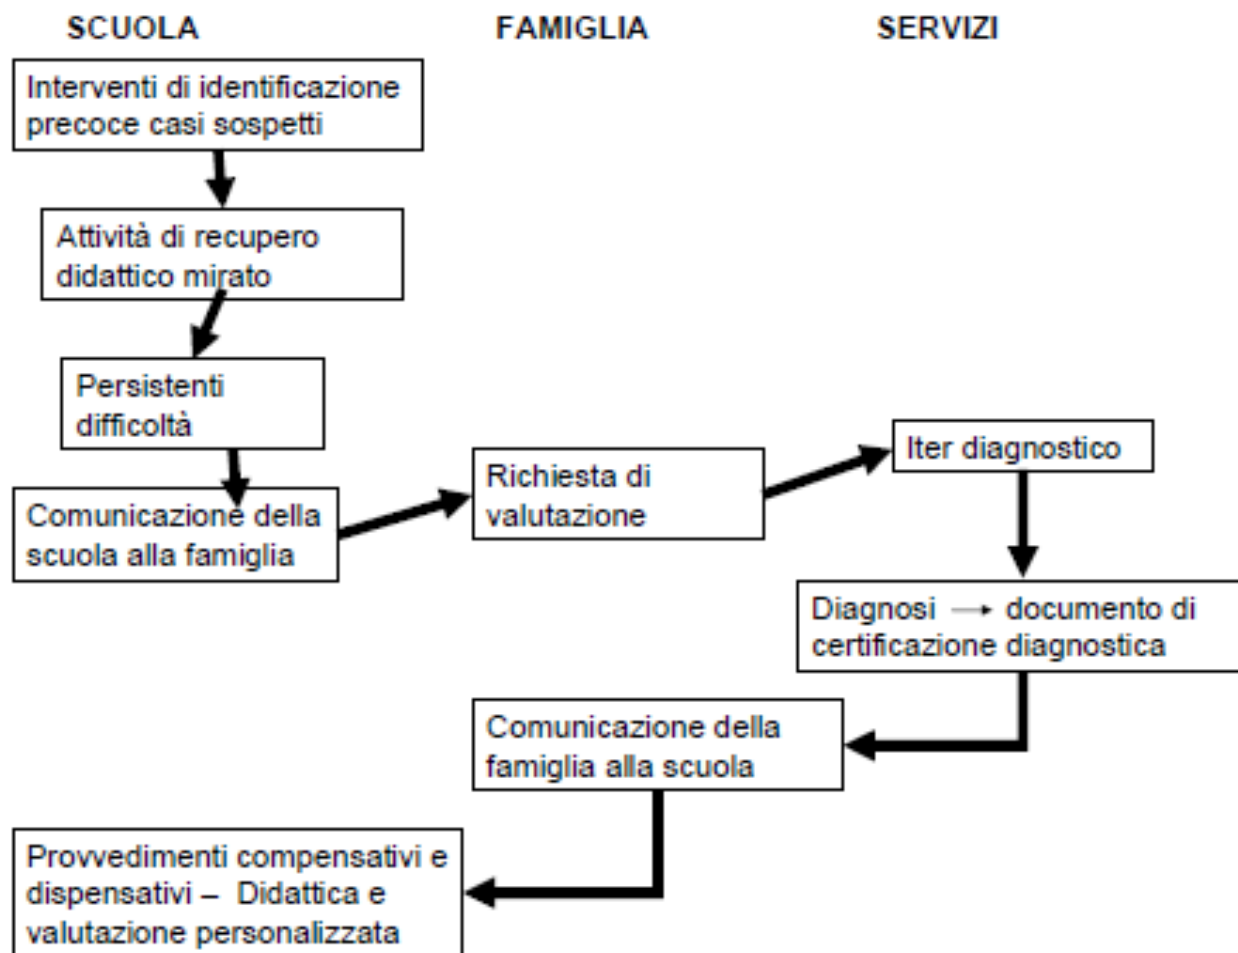 SCUOLA FAMIGLIA SERVIZI
Interventi di identificazione
precoce casi sospetti
Attività di recupero
didattico mirato
Persistenti
difficoltà
Comunicazione della
scuola alla famiglia
Richiesta di
valutazione
Iter diagnostico
Diagnosi → documento di
certificazione diagnostica
Comunicazione della
famiglia alla scuola
Provvedimenti compensativi e
dispensativi – Didattica e
valutazione personalizzata